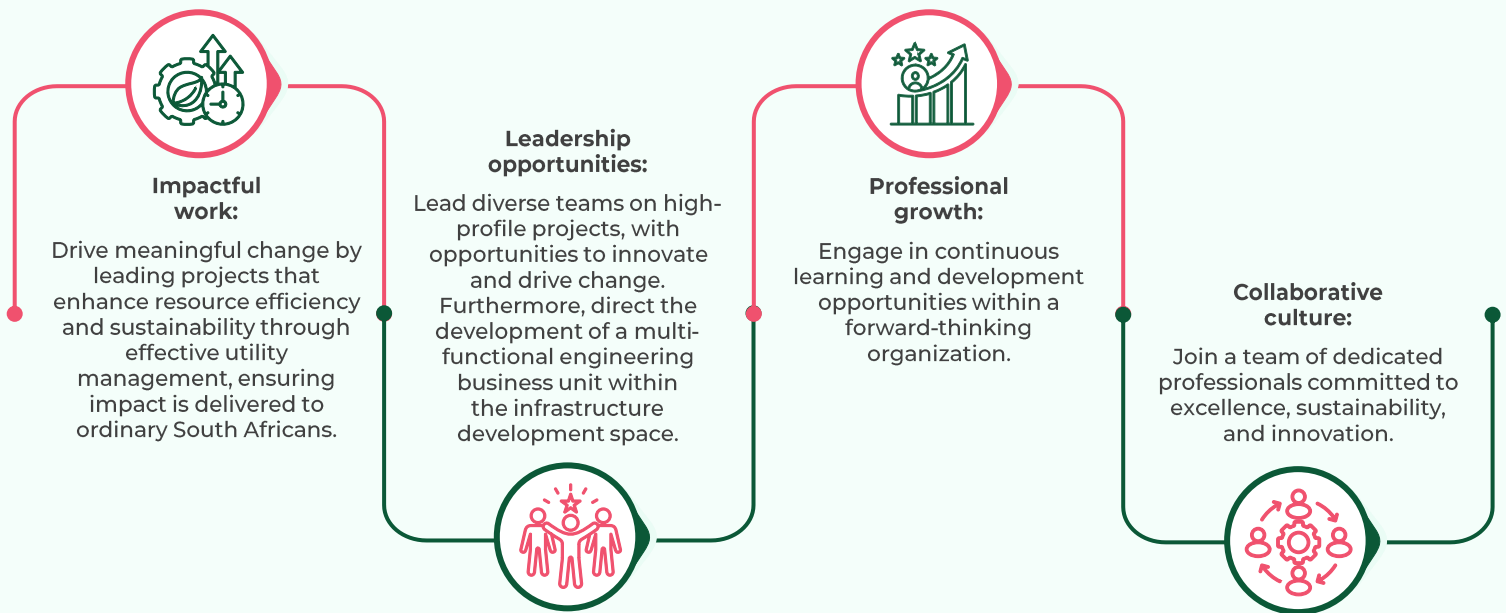 Impactful
work:
Drive meaningful change by
leading projects that
enhance resource efficiency
and sustainability through
effective utility
management, ensuring
impact is delivered to
ordinary South Africans.
Leadership
opportunities:
Lead diverse teams on high-
profile projects, with
opportunities to innovate
and drive change.
Furthermore, direct the
development of a multi-
functional engineering
business unit within
the infrastructure
development space.
Professional
growth:
Engage in continuous
learning and development
opportunities within a
forward-thinking
organization.
Collaborative
culture:
Join a team of dedicated
professionals committed to
excellence, sustainability,
and innovation.